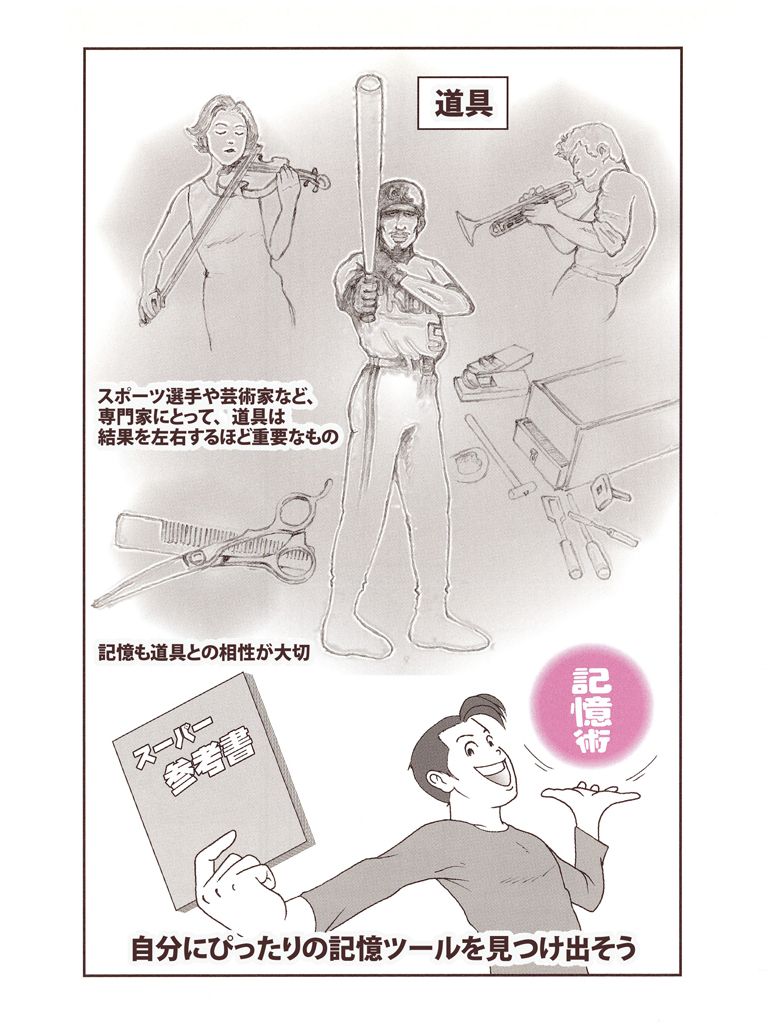 道具
スポーツ選手や芸術家など、
専門家にとって、道具は
結果を左右するほど重要なもの
5
記憶も道具との相性が大切
記憶術
スーパー
参考書
自分にぴったりの記憶ツールを見つけ出そう